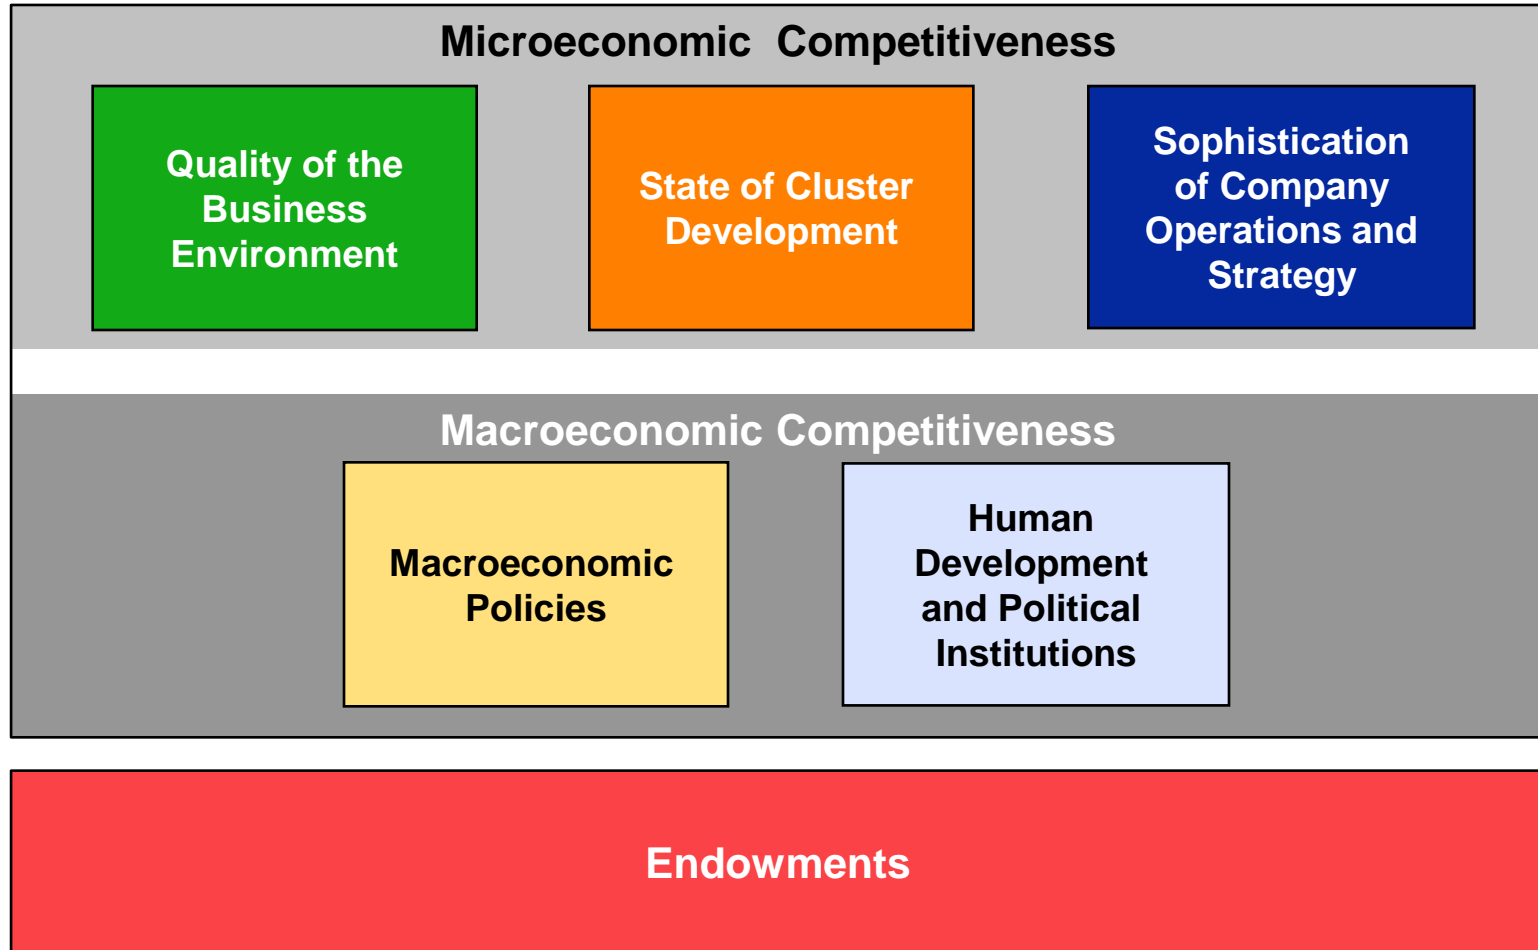 Microeconomic Competitiveness
Quality of the
Business
Environment
State of Cluster
Development
Sophistication
of Company
Operations and
Strategy
Macroeconomic Competitiveness
Macroeconomic
Policies
Human
Development
and Political
Institutions
Endowments